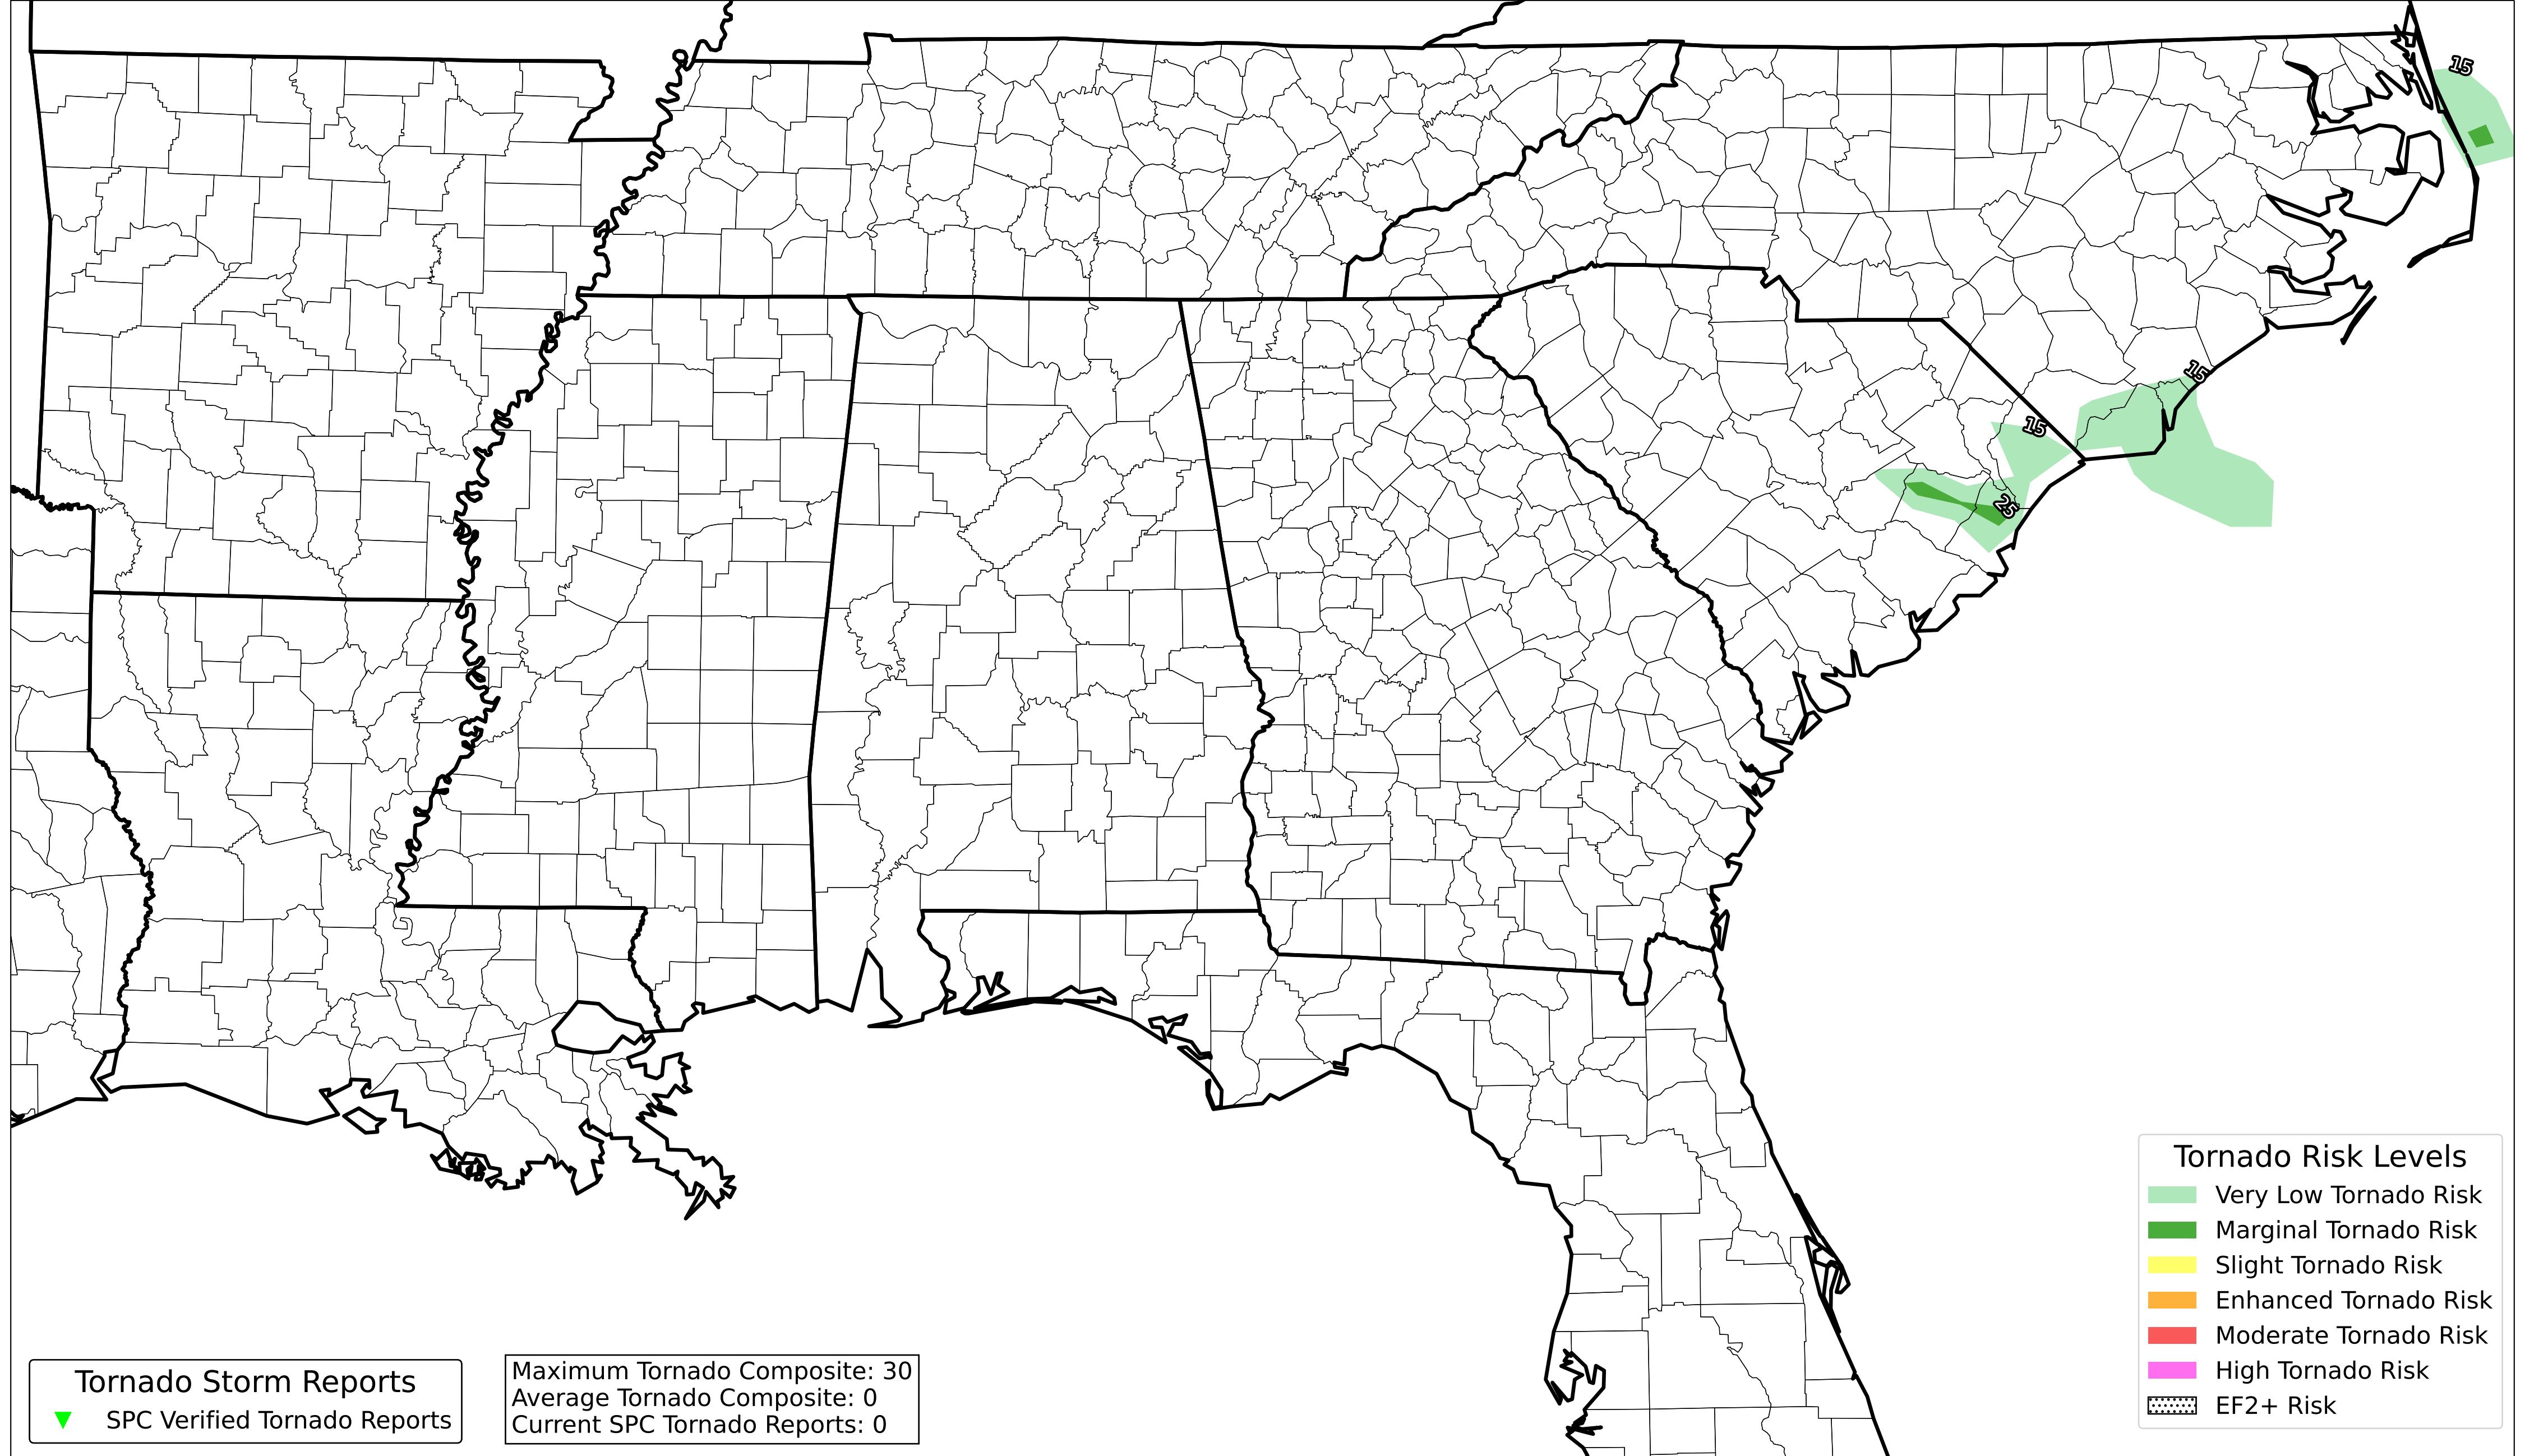 15
15
15
25
Tornado Risk Levels
Very Low Tornado Risk
Marginal Tornado Risk
Slight Tornado Risk
Enhanced Tornado Risk
Moderate Tornado Risk
High Tornado Risk
EF2+ Risk
Tornado Storm Reports
SPC Verified Tornado Reports
Maximum Tornado Composite: 30
Average Tornado Composite: 0
Current SPC Tornado Reports: 0